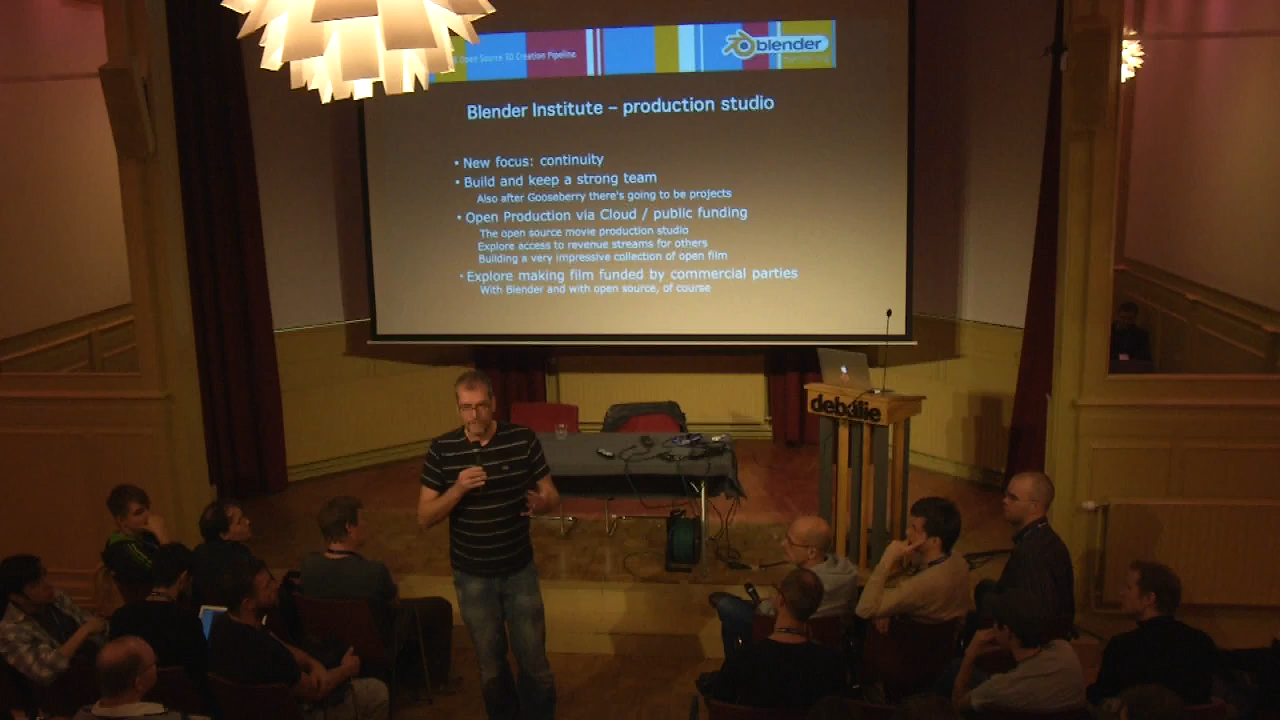 Open Source 3D Creation Pipeline
blender
Blender Institute – production studio
• New focus: continuity
• Build and keep a strong team
Also after Gooseberry there's going to be projects
• Open Production via Cloud / public funding
The open source movie production studio
Explore access to revenue streams for others
Building a very impressive collection of open film
• Explore making film funded by commercial parties
With Blender and with open source, of course
debalie